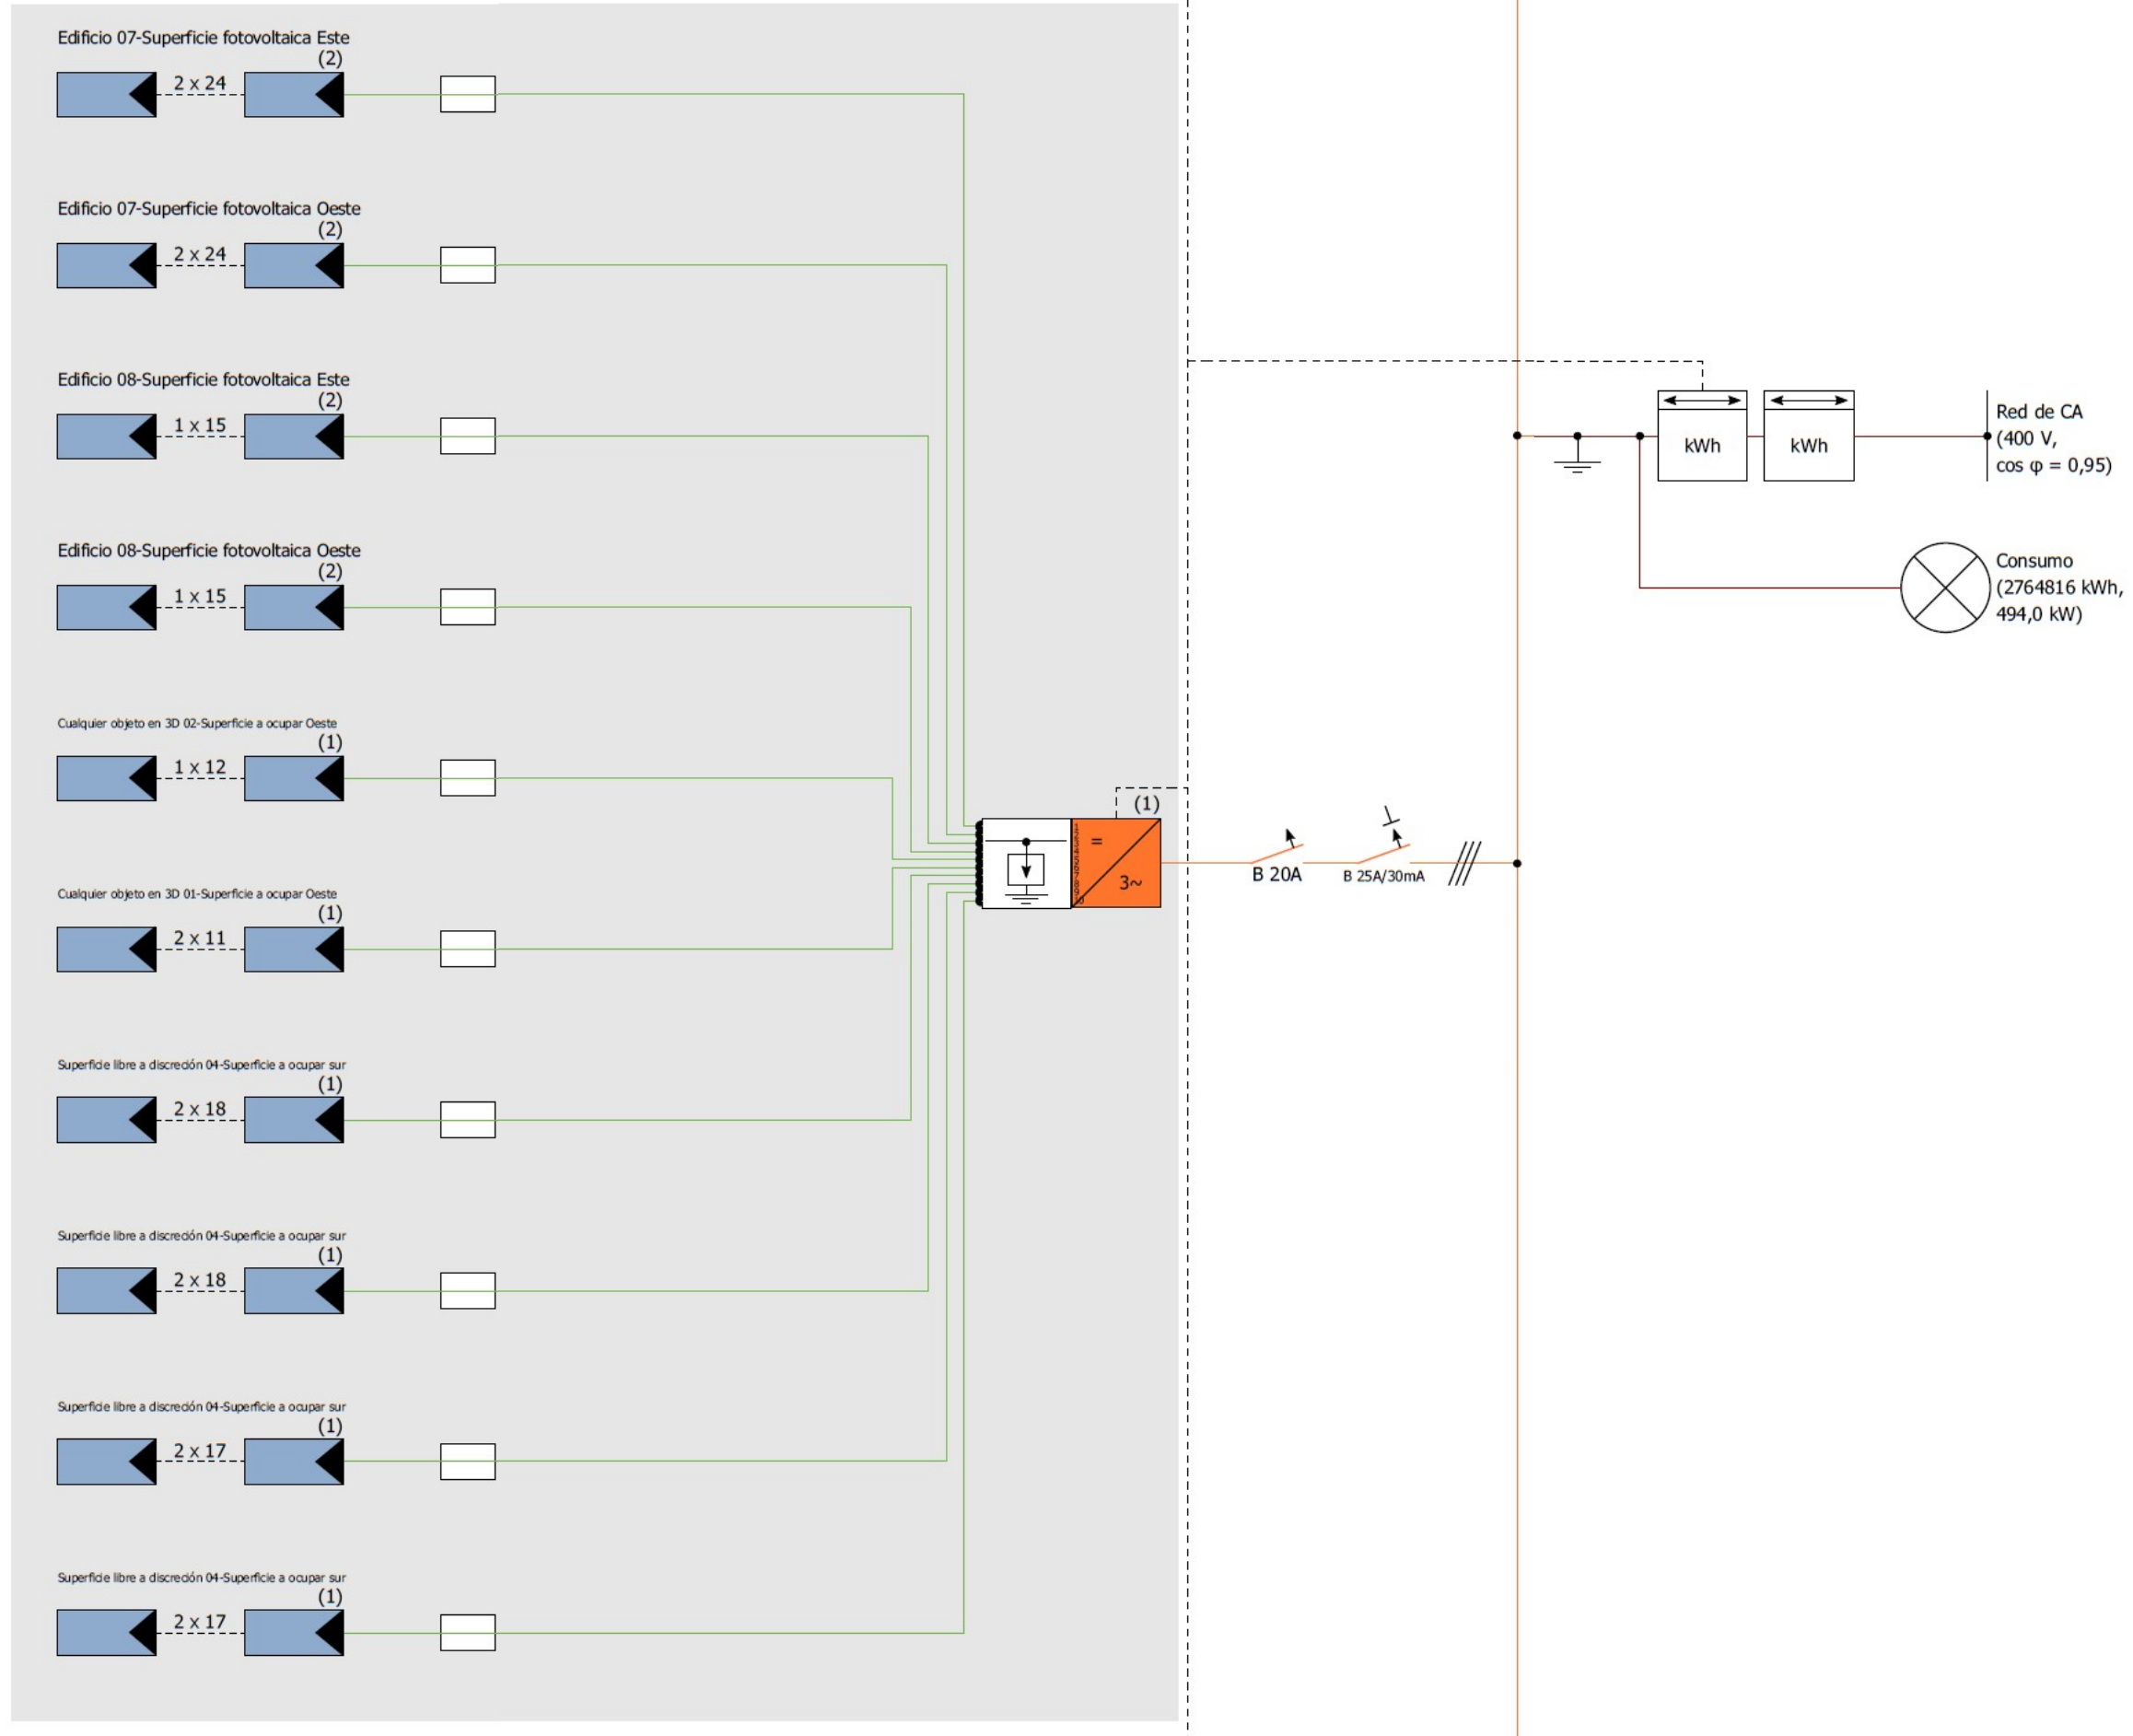 Edificio 07-Superficie fotovoltaica Este
(2)
2 x 24
Edificio 07-Superficie fotovoltaica Oeste
(2)
2 x 24
Edificio 08-Superficie fotovoltaica Este
(2)
1 x 15
Edificio 08-Superficie fotovoltaica Oeste
(2)
1 x 15
Cualquier objeto en 3D 02-Superficie a ocupar Oeste
(1)
1 x 12
Cualquier objeto en 3D 01-Superficie a ocupar Oeste
(1)
2 x 11
Superficie libre a discreción 04-Superficie a ocupar sur
(1)
2 x 18
Superficie libre a discreción 04-Superficie a ocupar sur
(1)
2 x 18
Superficie libre a discreción 04-Superficie a ocupar sur
(1)
2 x 17
Superficie libre a discreción 04-Superficie a ocupar sur
(1)
2 x 17
(1)
=
3~
B 20A
B 25A/30mA
kWh
kWh
Red de CA
(400 V,
cos φ = 0,95)
Consumo
(2764816 kWh,
494,0 kW)